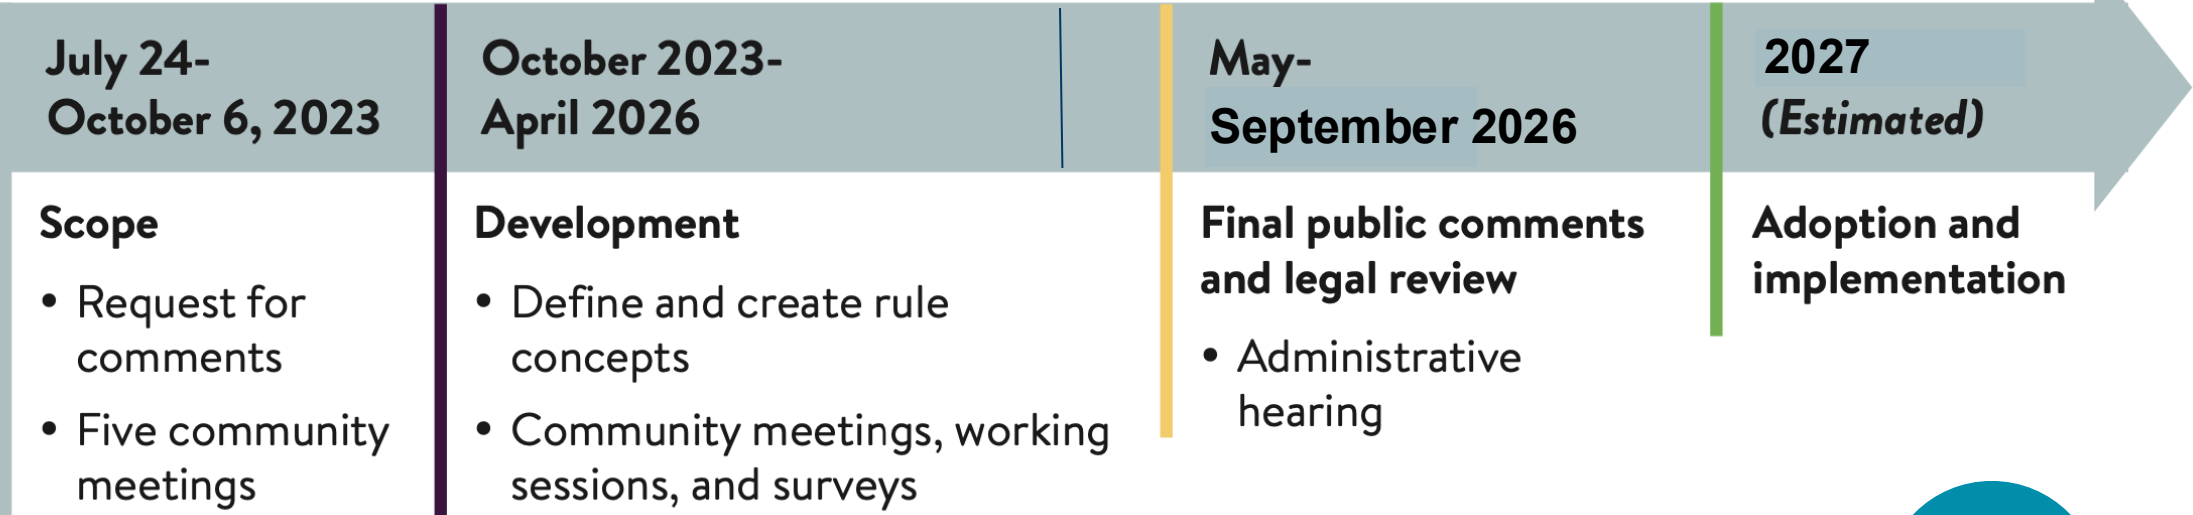 July 24-
October 6, 2023
Scope
• Request for
comments
• Five community
meetings
October 2023-
April 2026
Development
• Define and create rule
concepts
• Community meetings, working
sessions, and surveys
May-
September 2026
Final public comments
and legal review
• Administrative
hearing
2027
(Estimated)
Adoption and
implementation